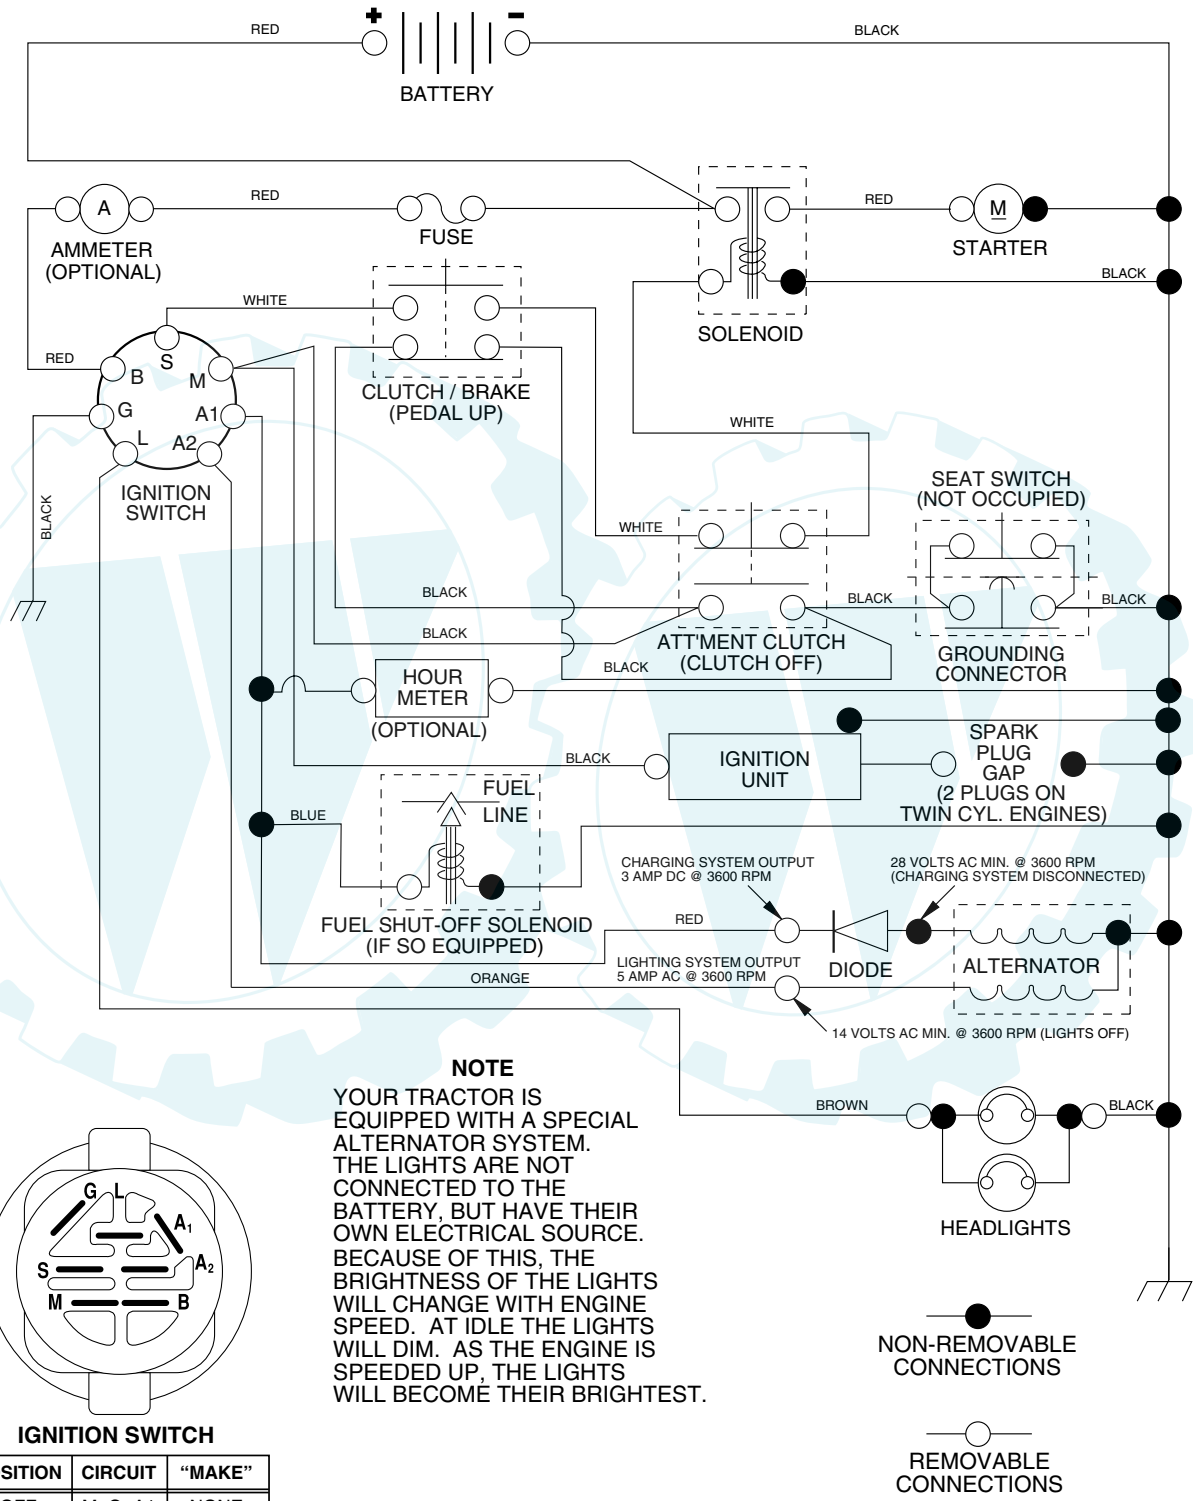 RED
+
-
BLACK
BATTERY
A
RED
AMMETER
(OPTIONAL)
FUSE
RED
M
STARTER
BLACK
SOLENOID
WHITE
RED
S
B
M
G
A1
L
A2
IGNITION
SWITCH
CLUTCH / BRAKE
(PEDAL UP)
WHITE
BLACK
WHITE
SEAT SWITCH
(NOT OCCUPIED)
BLACK
BLACK
BLACK
BLACK
ATT'MENT CLUTCH
(CLUTCH OFF)
BLACK
GROUNDING
CONNECTOR
HOUR
METER
(OPTIONAL)
BLACK
IGNITION
UNIT
SPARK
PLUG
GAP
(2 PLUGS ON
TWIN CYL. ENGINES)
BLUE
FUEL
LINE
FUEL SHUT-OFF SOLENOID
(IF SO EQUIPPED)
CHARGING SYSTEM OUTPUT
3 AMP DC @ 3600 RPM
28 VOLTS AC MIN. @ 3600 RPM
(CHARGING SYSTEM DISCONNECTED)
RED
DIODE
ALTERNATOR
LIGHTING SYSTEM OUTPUT
5 AMP AC @ 3600 RPM
ORANGE
14 VOLTS AC MIN. @ 3600 RPM (LIGHTS OFF)
NOTE
YOUR TRACTOR IS
EQUIPPED WITH A SPECIAL
ALTERNATOR SYSTEM.
THE LIGHTS ARE NOT
CONNECTED TO THE
BATTERY, BUT HAVE THEIR
OWN ELECTRICAL SOURCE.
BECAUSE OF THIS, THE
BRIGHTNESS OF THE LIGHTS
WILL CHANGE WITH ENGINE
SPEED. AT IDLE THE LIGHTS
WILL DIM. AS THE ENGINE IS
SPEEDED UP, THE LIGHTS
WILL BECOME THEIR BRIGHTEST.
BROWN
BLACK
HEADLIGHTS
G L
A1
S
A2
M
B
IGNITION SWITCH
SITION CIRCUIT "MAKE"
NON-REMOVABLE
CONNECTIONS
REMOVABLE
CONNECTIONS